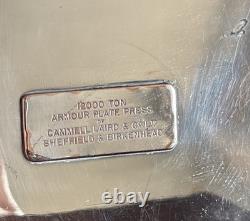 12000 TON
ARMOUR PLATE PRESS
BY
CAMMELL LAIRD & CO LTD
SHEFFIELD & BIRKENHEAD